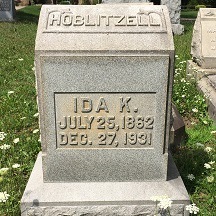 HOBLITZELL
IDA K.
JULY 25, 1862
DEC. 27, 1931